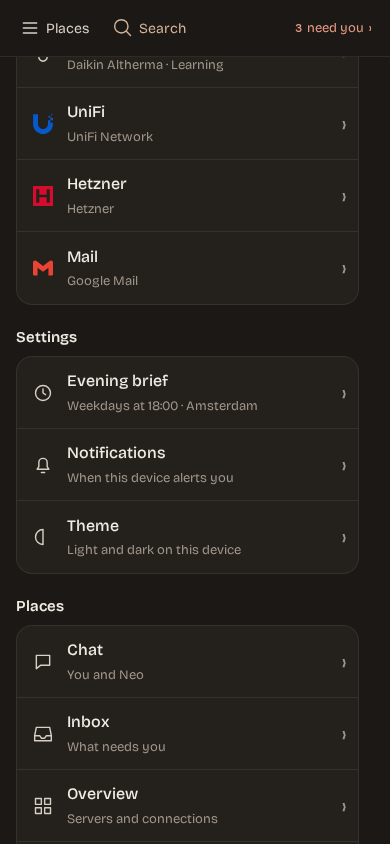 Places
Search
3 need you ›
Daikin Altherma · Learning
UniFi
UniFi Network
Hetzner
Hetzner
Mail
Google Mail
Settings
Evening brief
Weekdays at 18:00 · Amsterdam
Notifications
When this device alerts you
Theme
Light and dark on this device
Places
Chat
You and Neo
Inbox
What needs you
Overview
Servers and connections